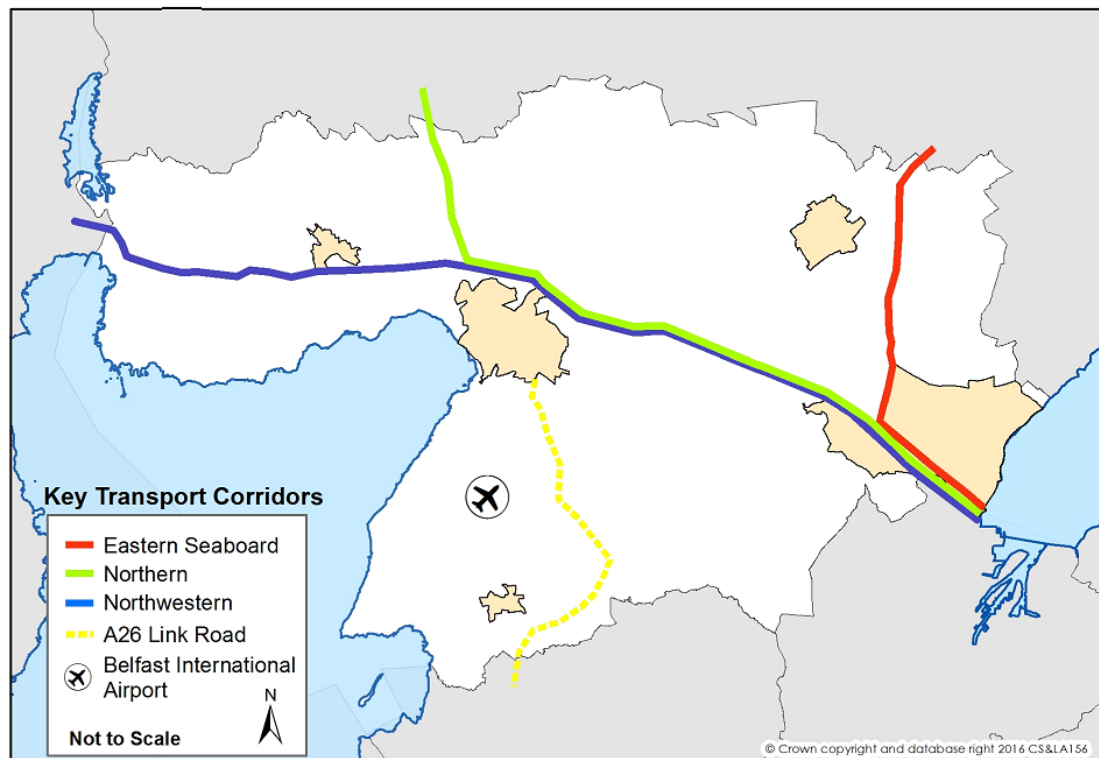 Key Transport Corridors
Eastern Seaboard
Northern
Northwestern
A26 Link Road
Belfast International
Airport
N
Not to Scale
© Crown copyright and database right 2016 CS&LA156